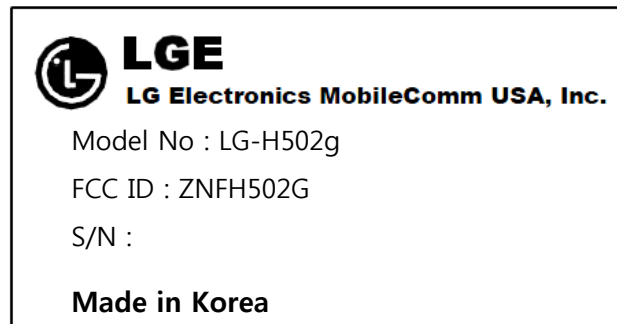 LGE
LG Electronics MobileComm USA, Inc.
Model No : LG-H502g
FCC ID : ZNFH502G
S/N :
Made in Korea